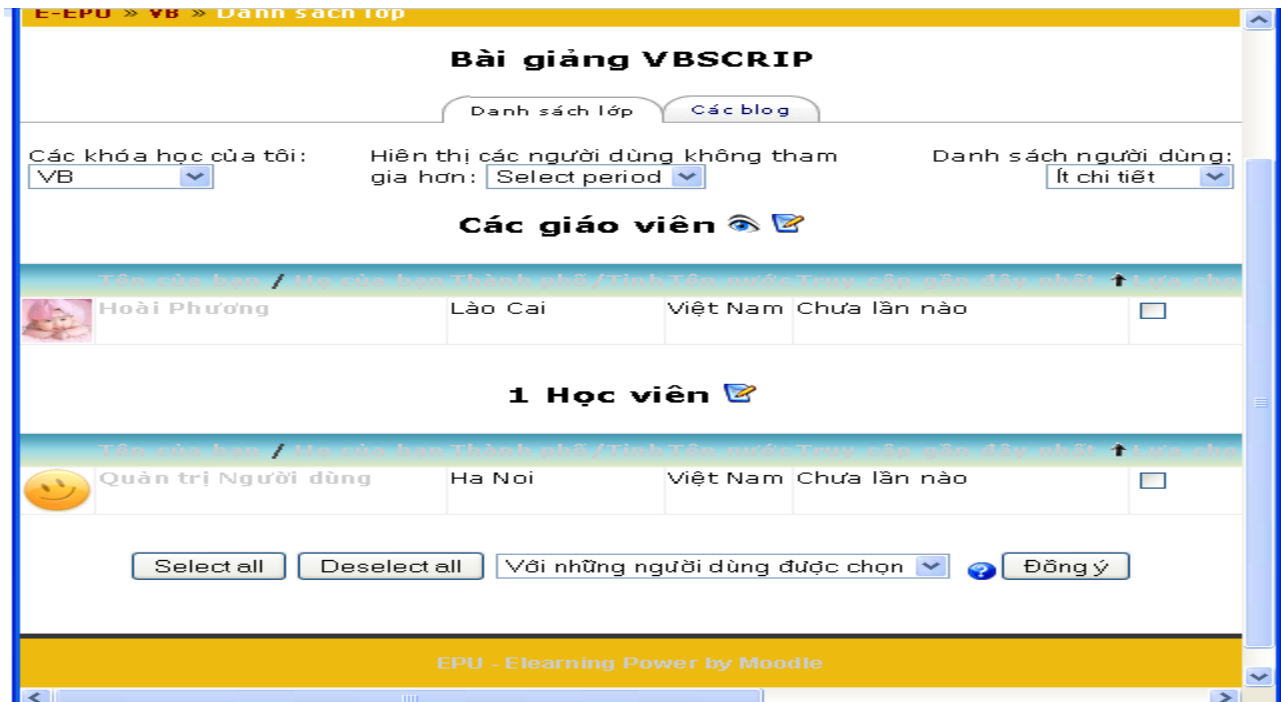 E-EPU » VB » Danh sách lớp
Bài giảng VBSCRIP
Danh sách lớp Các blog
Các khóa học của tôi: Hiên thị các người dùng không tham Danh sách người dùng:
VB gia hơn: Select period Ít chi tiết
Các giáo viên
Tên của bạn / Họ của bạn Thành phố/Tỉnh Tên nước Truy cập gần đây nhất ↑ Lựa chọ
Hoài Phương Lào Cai Việt Nam Chưa lần nào
1 Học viên
Tên của bạn / Họ của bạn Thành phố/Tỉnh Tên nước Truy cập gần đây nhất ↑ Lựa chọ
Quản trị Người dùng Ha Noi Việt Nam Chưa lần nào
Select all Deselect all Với những người dùng được chọn Đồng ý
EPU - Elearning Power by Moodle